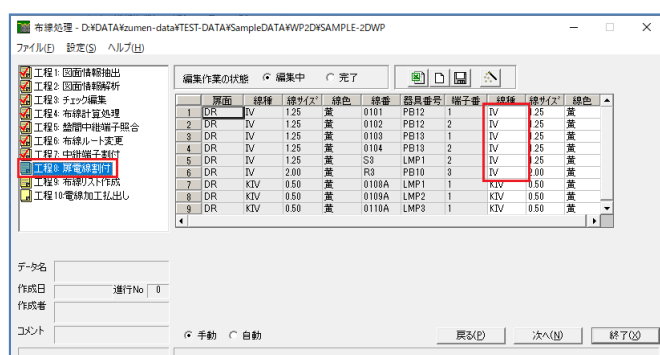 布線処理 - D:¥DATA¥zumen-data¥TEST-DATA¥SampleDATA¥WP2D¥SAMPLE-2DWP
ファイル(F) 設定(S) ヘルプ(H)
工程1: 図面情報抽出
工程2: 図面情報解析
工程3: チェック編集
工程4: 布線計算処理
工程5: 盤間中継端子照合
工程6: 布線ルート変更
工程7: 中継端子割付
工程8: 扉電線割付
工程9: 布線リスト作成
工程10:電線加工払出し
編集作業の状態 編集中 完了
扉面 線種 線サイズ 線色 線番 器具番号 端子番 線種 線サイズ 線色
1 DR IV 1.25 黄 0101 PB12 1 IV 1.25 黄
2 DR IV 1.25 黄 0102 PB12 2 IV 1.25 黄
3 DR IV 1.25 黄 0103 PB13 1 IV 1.25 黄
4 DR IV 1.25 黄 0104 PB13 2 IV 1.25 黄
5 DR IV 1.25 黄 S3 LMP1 2 IV 1.25 黄
6 DR IV 2.00 黄 R3 PB10 3 IV 2.00 黄
7 DR KIV 0.50 黄 0108A LMP1 1 KIV 0.50 黄
8 DR KIV 0.50 黄 0109A LMP2 1 KIV 0.50 黄
9 DR KIV 0.50 黄 0110A LMP3 1 KIV 0.50 黄
データ名
作成日 進行No 0
作成者
コメント
手動 自動
戻る(P) 次へ(N) 終了(X)